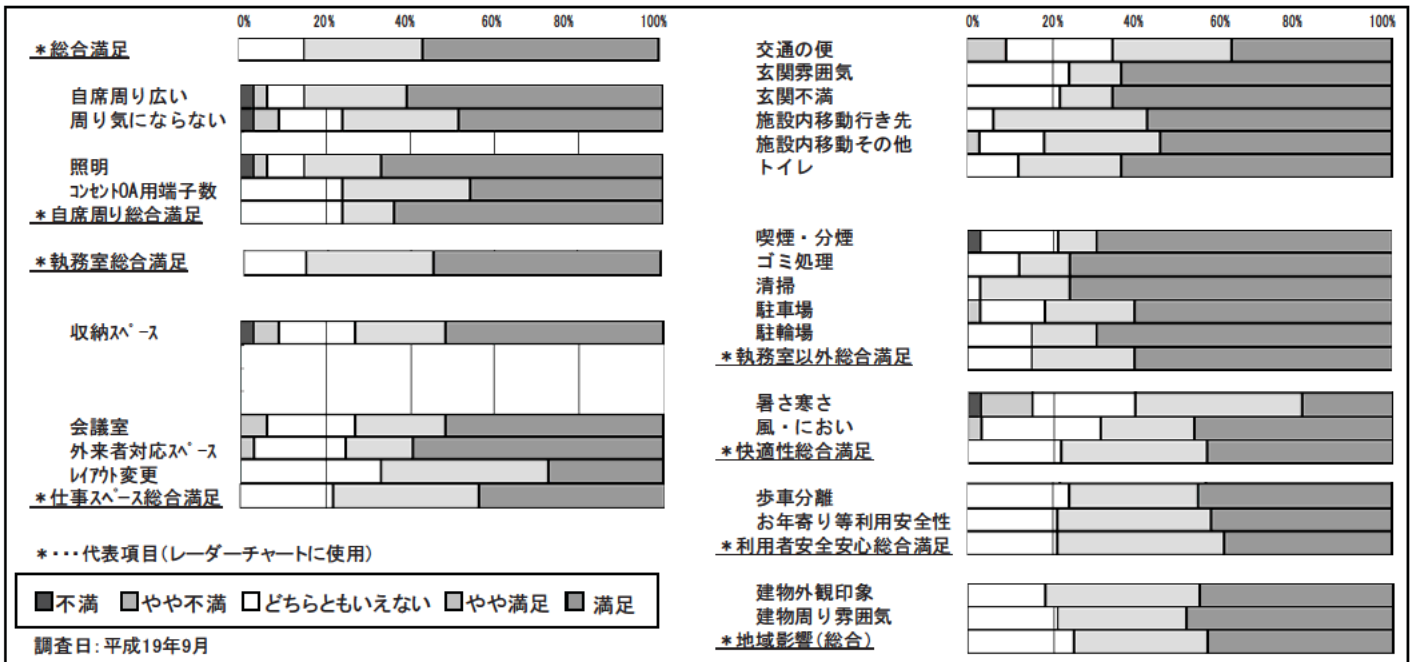 0% 20% 40% 60% 80% 100%
*総合満足
自席周り広い
周り気にならない
照明
コンセントOA用端子数
*自席周り総合満足
*執務室総合満足
収納スペース
会議室
外来者対応スペース
レイアウト変更
*仕事スペース総合満足
*・・・代表項目(レーダーチャートに使用)
不満 やや不満 どちらともいえない やや満足 満足
調査日:平成19年9月
0% 20% 40% 60% 80% 100%
交通の便
玄関雰囲気
玄関不満
施設内移動行き先
施設内移動その他
トイレ
喫煙・分煙
ゴミ処理
清掃
駐車場
駐輪場
*執務室以外総合満足
暑さ寒さ
風・におい
*快適性総合満足
歩車分離
お年寄り等利用安全性
*利用者安全安心総合満足
建物外観印象
建物周り雰囲気
*地域影響(総合)